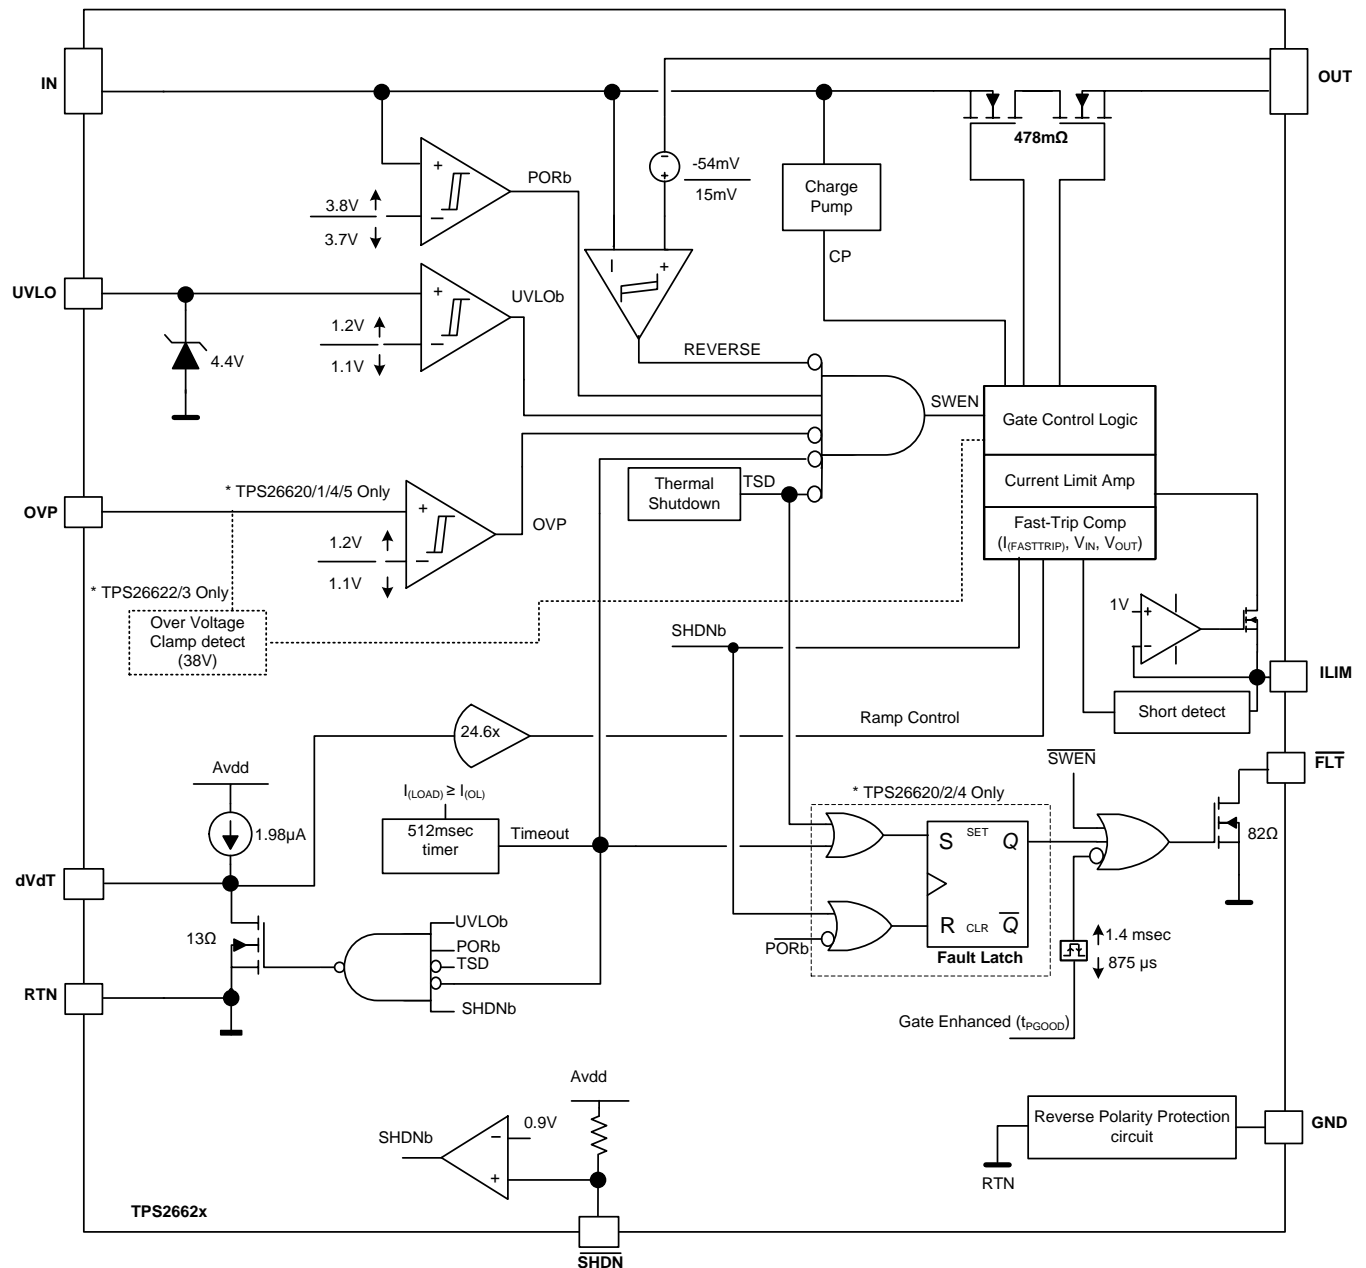 IN
OUT
478mΩ
-54mV
15mV
Charge
Pump
CP
+
−
3.8V
3.7V
PORb
UVLO
4.4V
+
−
1.2V
1.1V
UVLOb
−
+
I
+
REVERSE
SWEN
Gate Control Logic
Current Limit Amp
Fast-Trip Comp
(I(FASTTRIP), VIN, VOUT)
Thermal
Shutdown
TSD
* TPS26620/1/4/5 Only
OVP
+
−
1.2V
1.1V
OVP
* TPS26622/3 Only
Over Voltage
Clamp detect
(38V)
SHDNb
1V
+
−
ILIM
Short detect
24.6x
Ramp Control
Avdd
1.98µA
I(LOAD) ≥ I(OL)
512msec
timer
Timeout
* TPS26620/2/4 Only
S SET Q
R CLR Q
Fault Latch
PORb
SWEN
FLT
82Ω
1.4 msec
875 µs
Gate Enhanced (tPGOOD)
dVdT
13Ω
RTN
UVLOb
PORb
TSD
SHDNb
Avdd
0.9V
−
+
SHDNb
SHDN
Reverse Polarity Protection
circuit
GND
RTN
TPS2662x